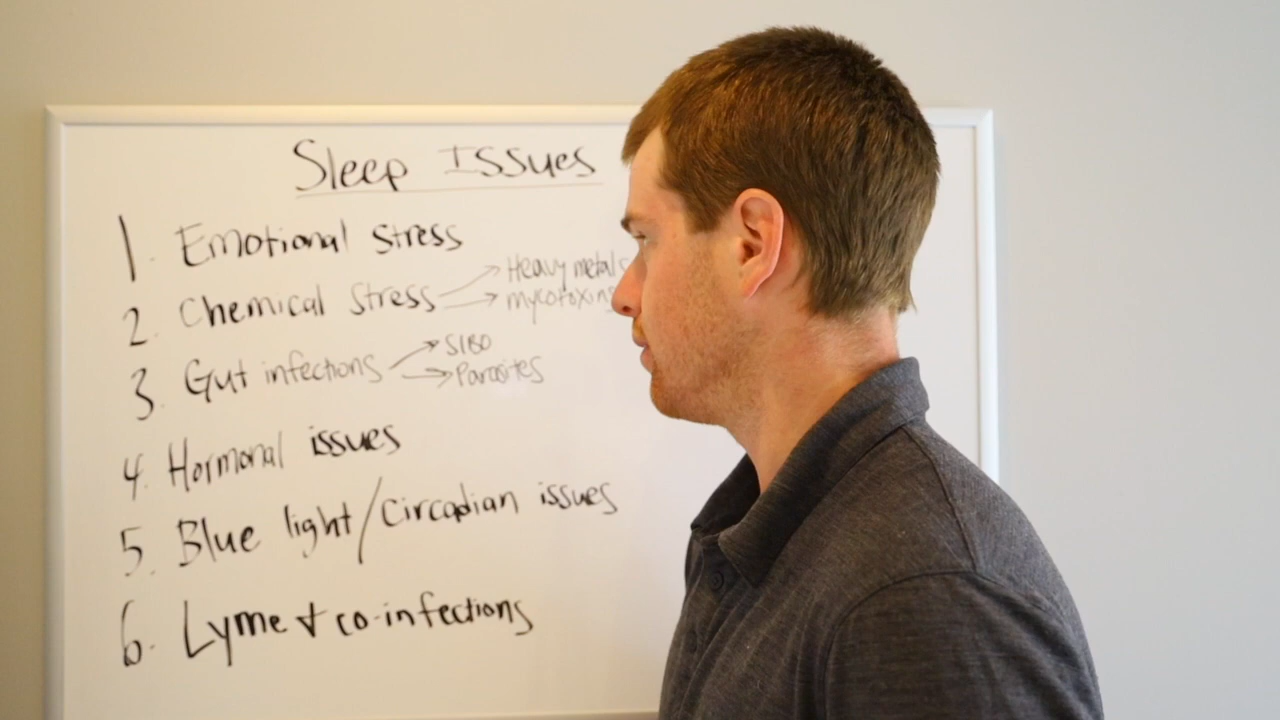 Sleep Issues
1. Emotional stress
2. Chemical stress → Heavy metals
→ mycotoxins
3. Gut infections → SIBO
→ Parasites
4. Hormonal issues
5. Blue light/circadian issues
6. Lyme + co-infections